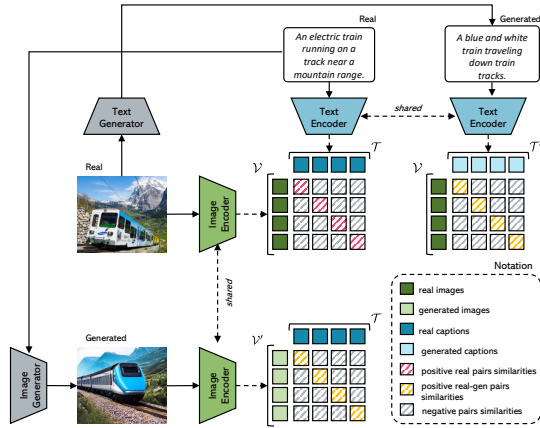 Real
Generated
An electric train
running on a
track near a
mountain range.
A blue and white
train traveling
down train
tracks.
Text
Generator
Text
Encoder
shared
Text
Encoder
Real
𝒱
𝒯
𝒱
𝒯'
Image
Encoder
shared
Notation
real images
generated images
real captions
generated captions
positive real pairs similarities
positive real-gen pairs
similarities
negative pairs similarities
Generated
Image
Generator
Image
Encoder
𝒱'
𝒯